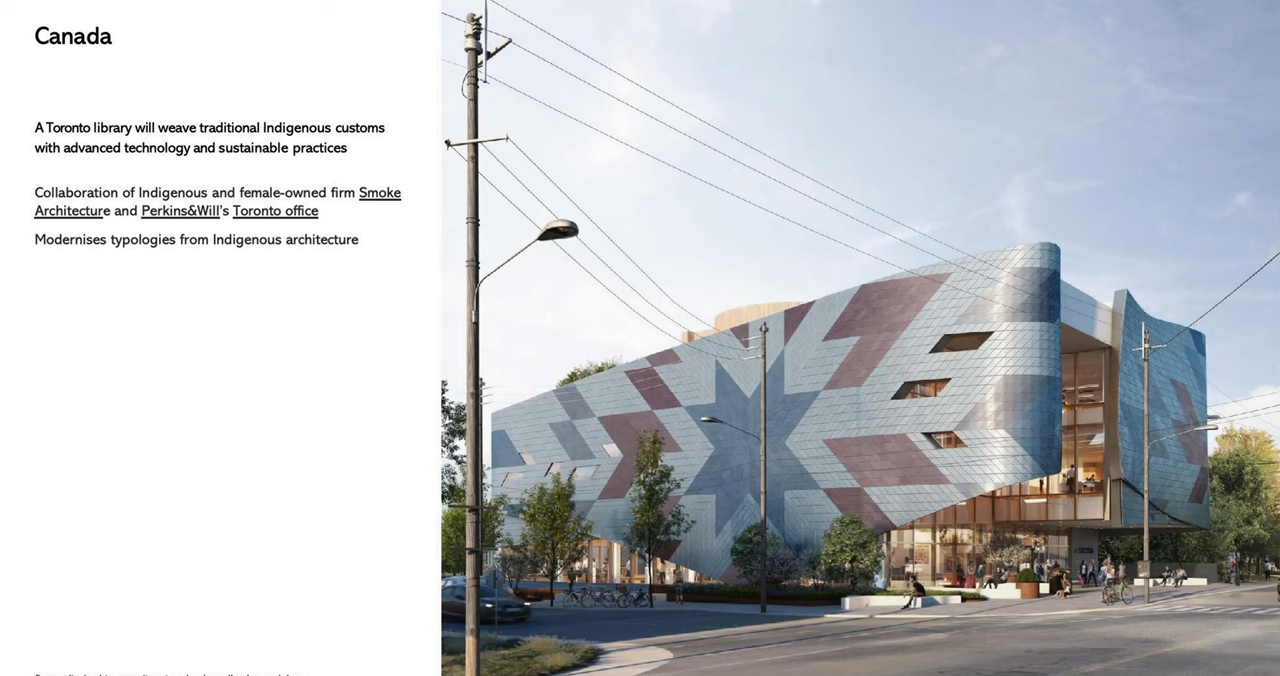 Canada
A Toronto library will weave traditional Indigenous customs
with advanced technology and sustainable practices
Collaboration of Indigenous and female-owned firm Smoke
Architecture and Perkins&Will's Toronto office
Modernises typologies from Indigenous architecture